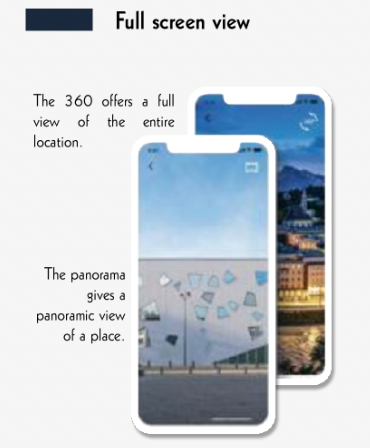 Full screen view
The 360 offers a full
view of the entire
location.
The panorama
gives a
panoramic view
of a place.